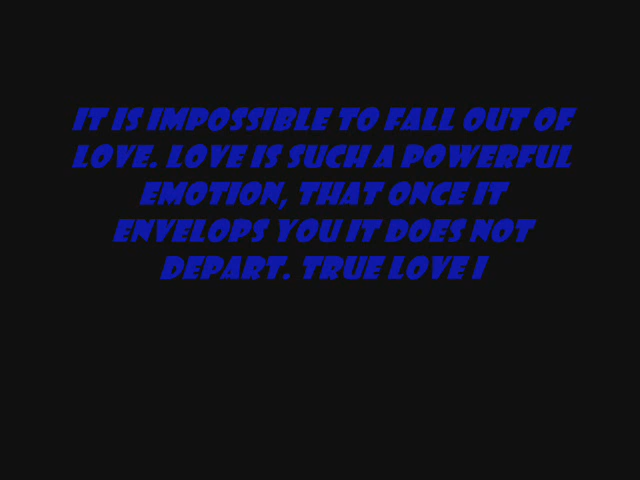 IT IS IMPOSSIBLE TO FALL OUT OF
LOVE. LOVE IS SUCH A POWERFUL
EMOTION, THAT ONCE IT
ENVELOPS YOU IT DOES NOT
DEPART. TRUE LOVE I